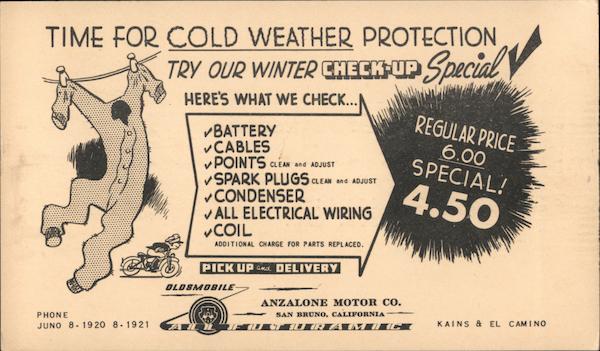 TIME FOR COLD WEATHER PROTECTION
TRY OUR WINTER CHECK-UP Special
HERE'S WHAT WE CHECK...
BATTERY
CABLES
POINTS CLEAN and ADJUST
SPARK PLUGS CLEAN and ADJUST
CONDENSER
ALL ELECTRICAL WIRING
COIL
ADDITIONAL CHARGE FOR PARTS REPLACED.
PICK UP and DELIVERY
REGULAR PRICE
6.00
SPECIAL!
4.50
OLDSMOBILE
ANZALONE MOTOR CO.
SAN BRUNO, CALIFORNIA
ALL FUTURAMIC
PHONE
JUNO 8-1920 8-1921
KAINS & EL CAMINO